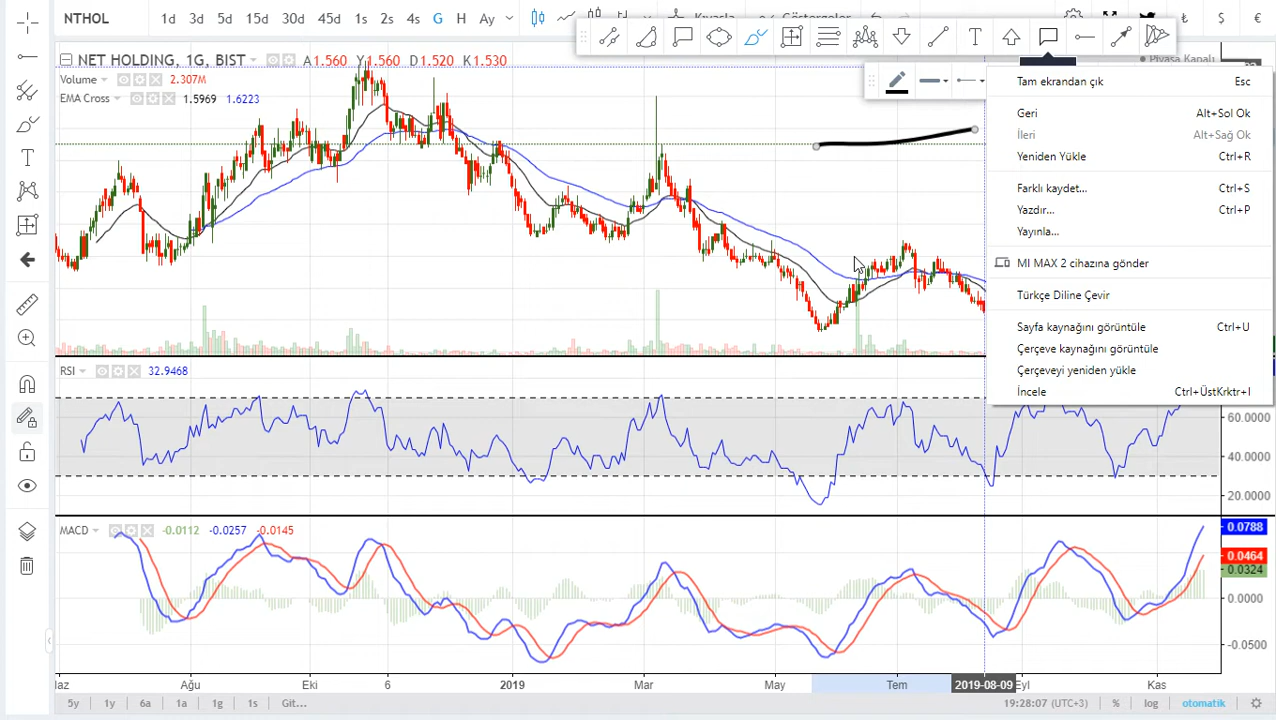 NTHOL 1d 3d 5d 15d 30d 45d 1s 2s 4s G H Ay Kıyasla Göstergeler ₺ $ €
NET HOLDING, 1G, BIST A1.560 Y1.560 D1.520 K1.530
Piyasa Kapalı
Volume 2.307M
EMA Cross 1.5969 1.6223
Tam ekrandan çık Esc
Geri Alt+Sol Ok
İleri Alt+Sağ Ok
Yeniden Yükle Ctrl+R
Farklı kaydet... Ctrl+S
Yazdır... Ctrl+P
Yayınla...
MI MAX 2 cihazına gönder
Türkçe Diline Çevir
Sayfa kaynağını görüntüle Ctrl+U
Çerçeve kaynağını görüntüle
Çerçeveyi yeniden yükle
İncele Ctrl+ÜstKrktr+I
RSI 32.9468
60.0000
40.0000
20.0000
MACD -0.0112 -0.0257 -0.0145
0.0788
0.0464
0.0324
0.0000
-0.0500
Haz Ağu Eki 6 2019 Mar May Tem 2019-08-09 Eyl Kas
5y 1y 6a 1a 1g 1s Git... 19:28:07 (UTC+3) % log otomatik